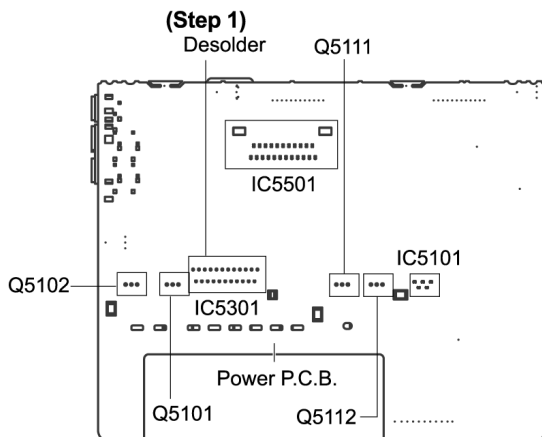 (Step 1)
Desolder
Q5111
IC5501
IC5101
Q5102
IC5301
Power P.C.B.
Q5101
Q5112